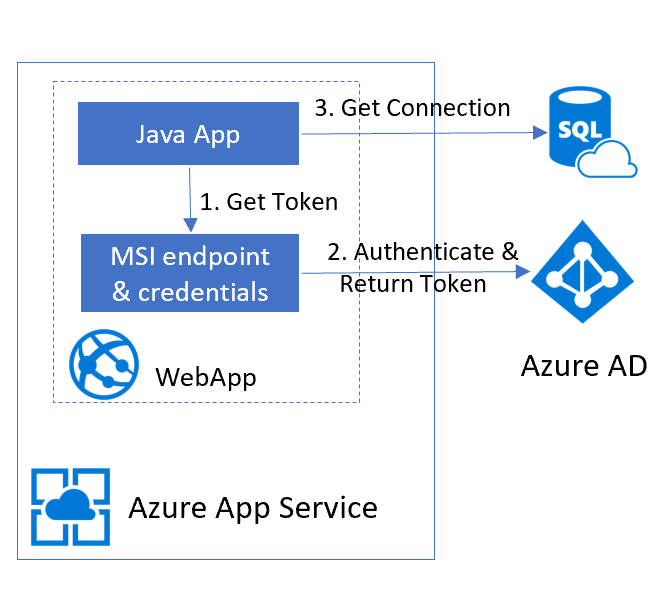 3. Get Connection
Java App
SQL
1. Get Token
MSI endpoint
& credentials
2. Authenticate &
Return Token
WebApp
Azure AD
Azure App Service